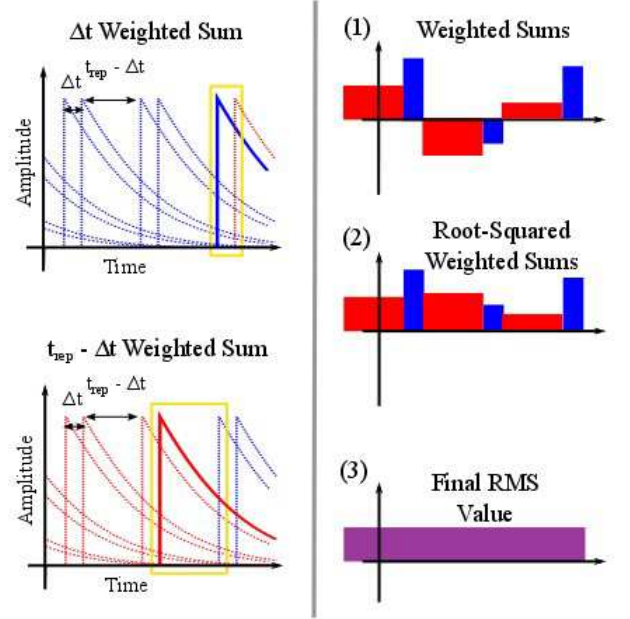 Δt Weighted Sum
t_rep - Δt
Δt
Amplitude
Time
t_rep - Δt Weighted Sum
t_rep - Δt
Δt
Amplitude
Time
(1) Weighted Sums
(2) Root-Squared
Weighted Sums
(3) Final RMS
Value